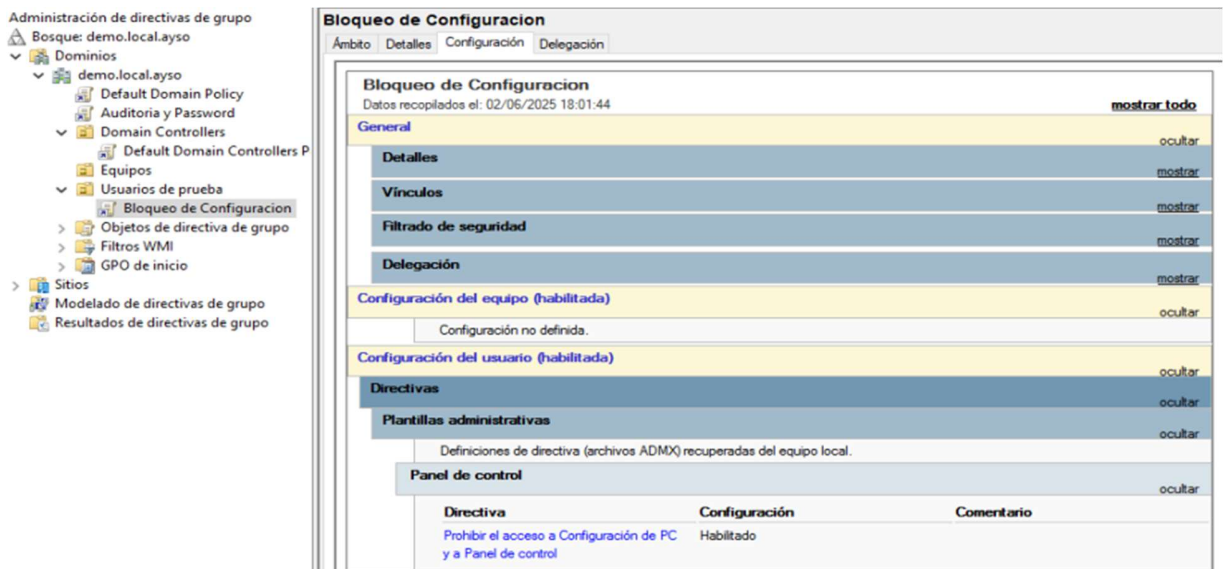 Administración de directivas de grupo
Bosque: demo.local.ayso
Dominios
demo.local.ayso
Default Domain Policy
Auditoria y Password
Domain Controllers
Default Domain Controllers P
Equipos
Usuarios de prueba
Bloqueo de Configuracion
Objetos de directiva de grupo
Filtros WMI
GPO de inicio
Sitios
Modelado de directivas de grupo
Resultados de directivas de grupo
Bloqueo de Configuracion
Ámbito Detalles Configuración Delegación
Bloqueo de Configuracion
Datos recopilados el: 02/06/2025 18:01:44 mostrar todo
General ocultar
Detalles mostrar
Vínculos mostrar
Filtrado de seguridad mostrar
Delegación mostrar
Configuración del equipo (habilitada) ocultar
Configuración no definida.
Configuración del usuario (habilitada) ocultar
Directivas ocultar
Plantillas administrativas ocultar
Definiciones de directiva (archivos ADMX) recuperadas del equipo local.
Panel de control ocultar
Directiva Configuración Comentario
Prohibir el acceso a Configuración de PC Habilitado
y a Panel de control